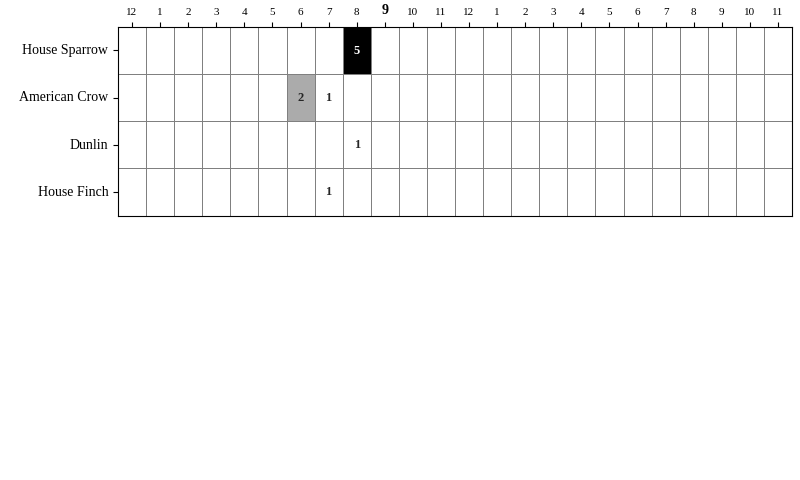 12 1 2 3 4 5 6 7 8 9 10 11 12 1 2 3 4 5 6 7 8 9 10 11
House Sparrow 5
American Crow 2 1
Dunlin 1
House Finch 1